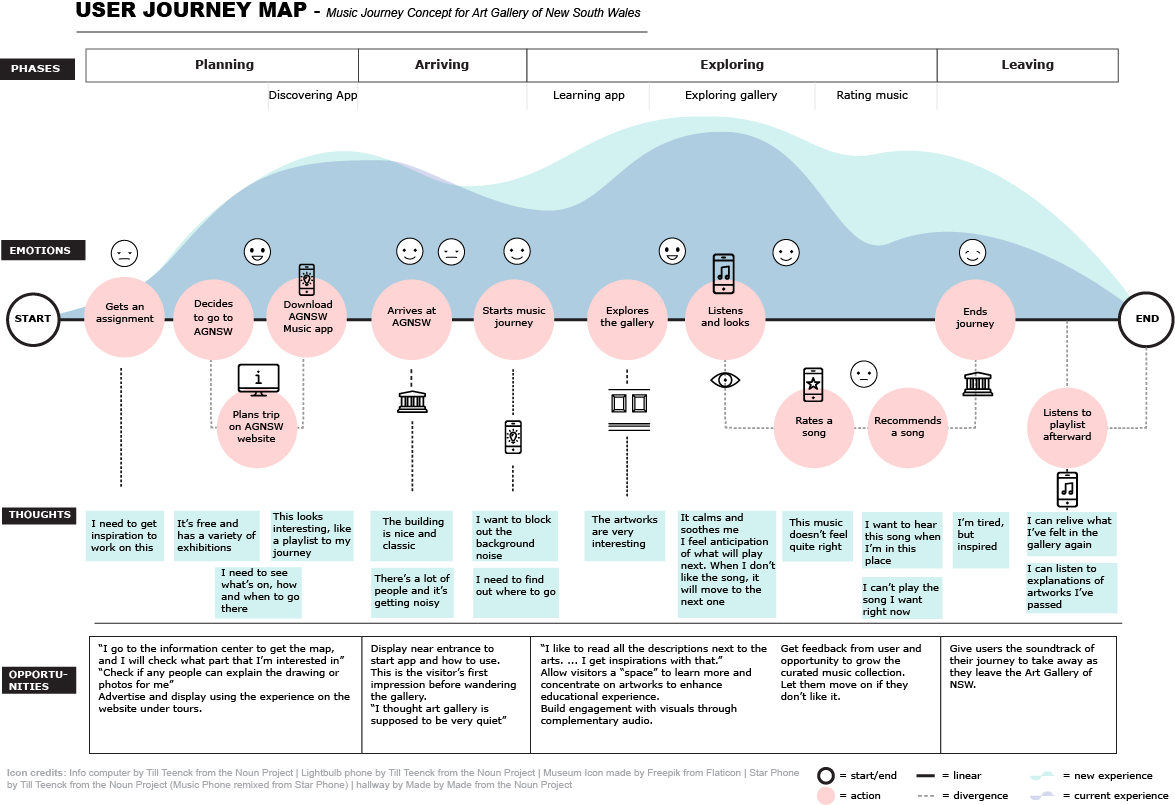 USER JOURNEY MAP - Music Journey Concept for Art Gallery of New South Wales
PHASES
Planning
Arriving
Exploring
Leaving
Discovering App
Learning app
Exploring gallery
Rating music
EMOTIONS
START
Gets an
assignment
Decides
to go to
AGNSW
Download
AGNSW
Music app
Arrives at
AGNSW
Starts music
journey
Explores
the gallery
Listens
and looks
Ends
journey
END
i
Plans trip
on AGNSW
website
Rates a
song
Recommends
a song
Listens to
playlist
afterward
THOUGHTS
I need to get
inspiration to
work on this
It's free and
has a variety of
exhibitions
This looks
interesting, like
a playlist to my
journey
I need to see
what's on, how
and when to go
there
The building
is nice and
classic
There's a lot of
people and it's
getting noisy
I want to block
out the
background
noise
I need to find
out where to go
The artworks
are very
interesting
It calms and
soothes me
I feel anticipation
of what will play
next. When I don't
like the song, it
will move to the
next one
This music
doesn't feel
quite right
I want to hear
this song when
I'm in this
place
I can't play the
song I want
right now
I'm tired,
but
inspired
I can relive what
I've felt in the
gallery again
I can listen to
explanations of
artworks I've
passed
OPPORTU-
NITIES
“I go to the information center to get the map,
and I will check what part that I'm interested in”
“Check if any people can explain the drawing or
photos for me”
Advertise and display using the experience on the
website under tours.
Display near entrance to
start app and how to use.
This is the visitor's first
impression before wandering
the gallery.
“I thought art gallery is
supposed to be very quiet”
“I like to read all the descriptions next to the
arts. ... I get inspirations with that.”
Allow visitors a “space” to learn more and
concentrate on artworks to enhance
educational experience.
Build engagement with visuals through
complementary audio.
Get feedback from user and
opportunity to grow the
curated music collection.
Let them move on if they
don't like it.
Give users the soundtrack of
their journey to take away as
they leave the Art Gallery of
NSW.
Icon credits: Info computer by Till Teenck from the Noun Project | Lightbulb phone by Till Teenck from the Noun Project | Museum Icon made by Freepik from Flaticon | Star Phone
by Till Teenck from the Noun Project (Music Phone remixed from Star Phone) | hallway by Made by Made from the Noun Project
= start/end
= linear
= new experience
= action
= divergence
= current experience